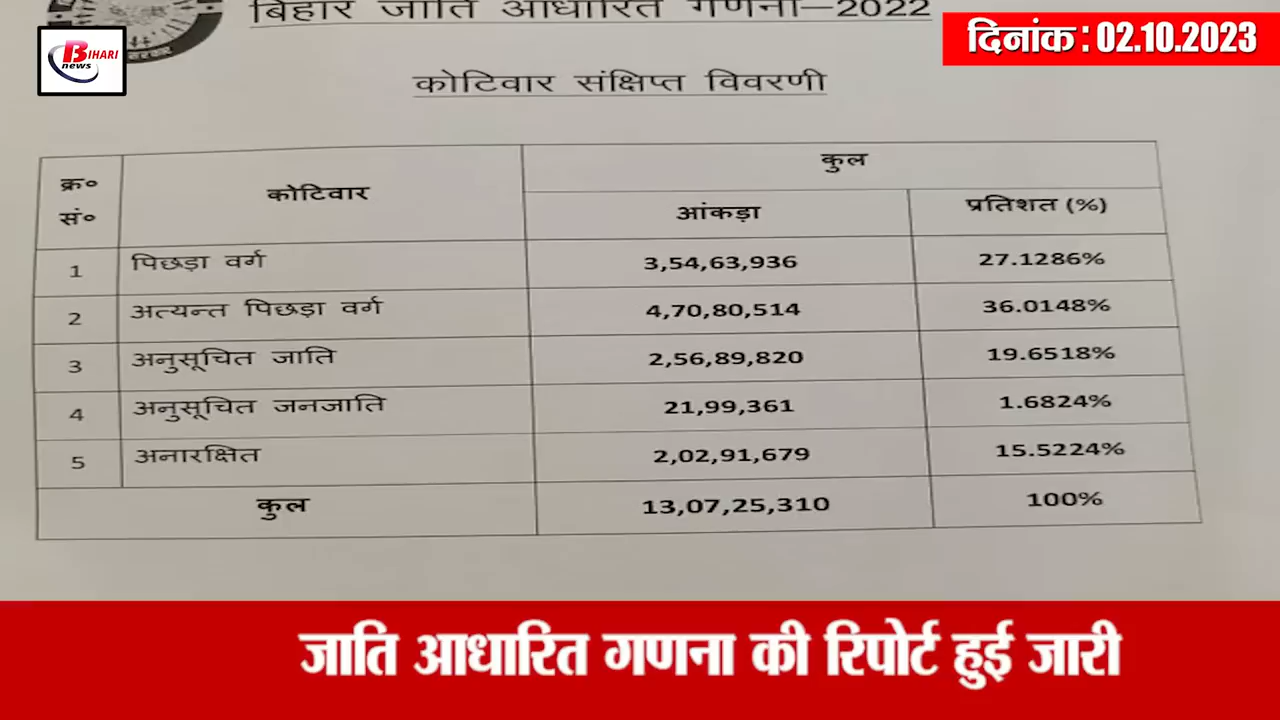 बिहार जाति आधारित गणना—2022
दिनांक : 02.10.2023
BIHARI
news
सरकार
कोटिवार संक्षिप्त विवरणी
क्र० सं० कोटिवार कुल
आंकड़ा प्रतिशत (%)
1 पिछड़ा वर्ग 3,54,63,936 27.1286%
2 अत्यन्त पिछड़ा वर्ग 4,70,80,514 36.0148%
3 अनुसूचित जाति 2,56,89,820 19.6518%
4 अनुसूचित जनजाति 21,99,361 1.6824%
5 अनारक्षित 2,02,91,679 15.5224%
कुल 13,07,25,310 100%
जाति आधारित गणना की रिपोर्ट हुई जारी